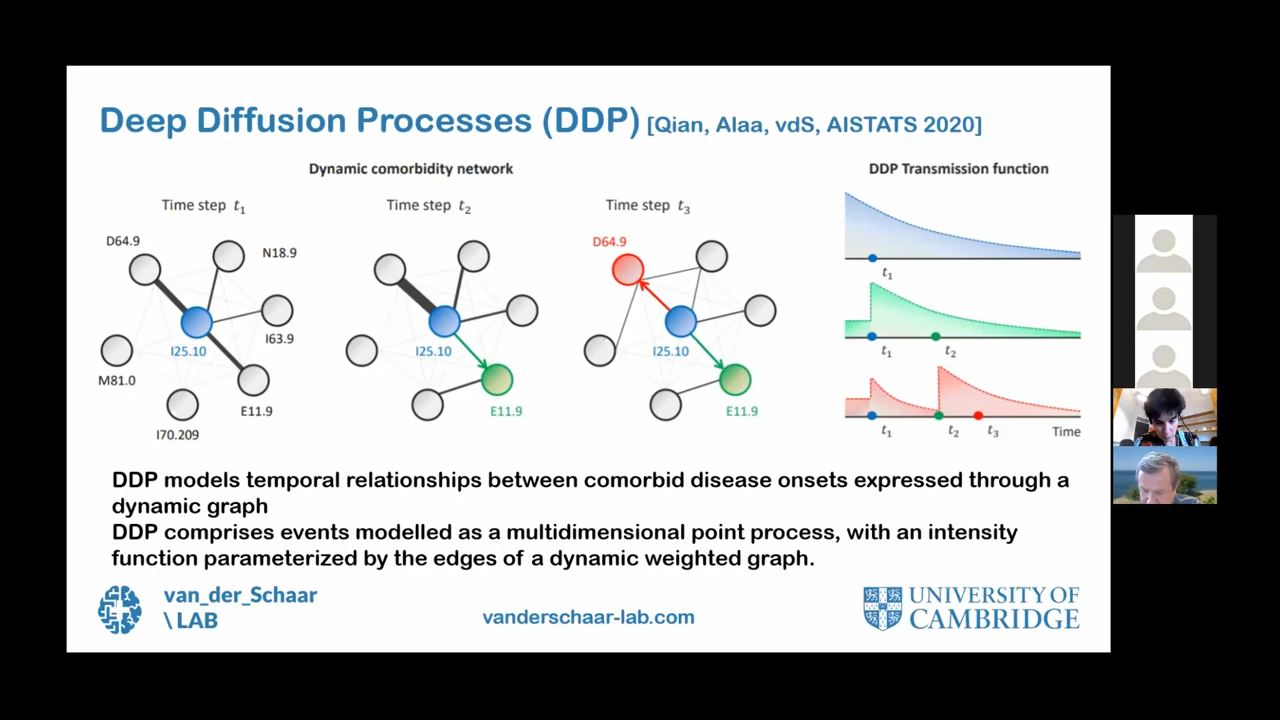 Deep Diffusion Processes (DDP) [Qian, Alaa, vdS, AISTATS 2020]
Dynamic comorbidity network
Time step t1
D64.9
N18.9
I25.10
I63.9
M81.0
E11.9
I70.209
Time step t2
I25.10
E11.9
Time step t3
D64.9
I25.10
E11.9
DDP Transmission function
t1
t1 t2
t1 t2 t3 Time
DDP models temporal relationships between comorbid disease onsets expressed through a
dynamic graph
DDP comprises events modelled as a multidimensional point process, with an intensity
function parameterized by the edges of a dynamic weighted graph.
van_der_Schaar
\ LAB
vanderschaar-lab.com
UNIVERSITY OF
CAMBRIDGE